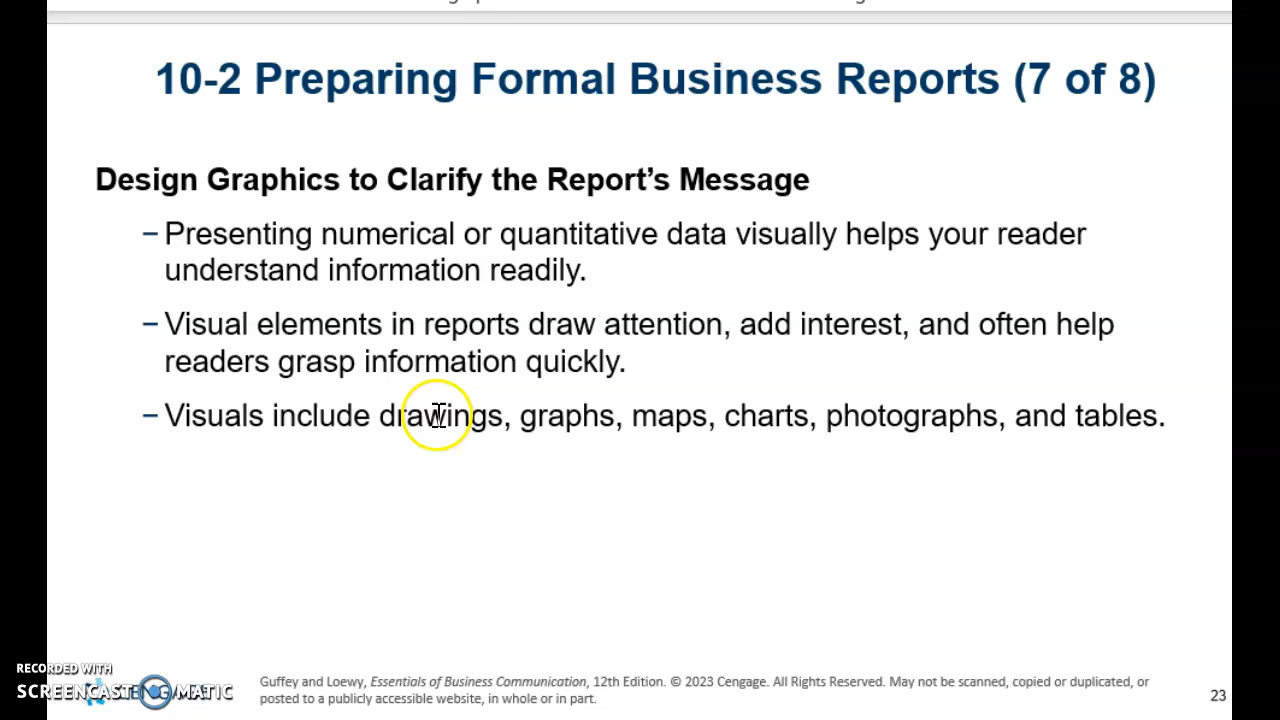 10-2 Preparing Formal Business Reports (7 of 8)
Design Graphics to Clarify the Report's Message
– Presenting numerical or quantitative data visually helps your reader
understand information readily.
– Visual elements in reports draw attention, add interest, and often help
readers grasp information quickly.
– Visuals include drawings, graphs, maps, charts, photographs, and tables.
RECORDED WITH
SCREENCAST-O-MATIC
Guffey and Loewy, Essentials of Business Communication, 12th Edition. © 2023 Cengage. All Rights Reserved. May not be scanned, copied or duplicated, or
posted to a publicly accessible website, in whole or in part.
23